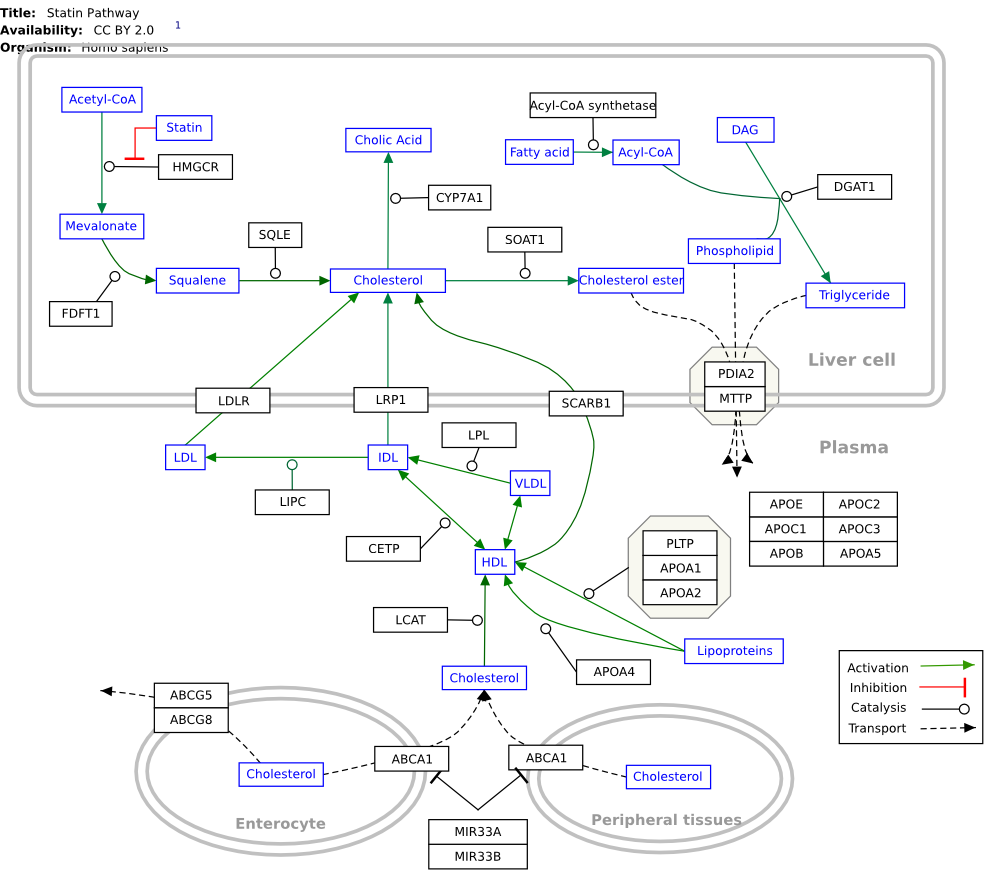 Title: Statin Pathway
Availability: CC BY 2.0 1
Organism: Homo sapiens
Acetyl-CoA
Statin
HMGCR
Mevalonate
FDFT1
Squalene
SQLE
Cholic Acid
CYP7A1
Cholesterol
SOAT1
Cholesterol ester
Acyl-CoA synthetase
Fatty acid
Acyl-CoA
DAG
DGAT1
Phospholipid
Triglyceride
Liver cell
PDIA2
MTTP
LDLR
LRP1
SCARB1
Plasma
LDL
IDL
LPL
VLDL
LIPC
CETP
HDL
APOE
APOC2
APOC1
APOC3
APOB
APOA5
PLTP
APOA1
APOA2
LCAT
APOA4
Lipoproteins
Cholesterol
Activation
Inhibition
Catalysis
Transport
ABCG5
ABCG8
Cholesterol
ABCA1
Enterocyte
ABCA1
Cholesterol
Peripheral tissues
MIR33A
MIR33B